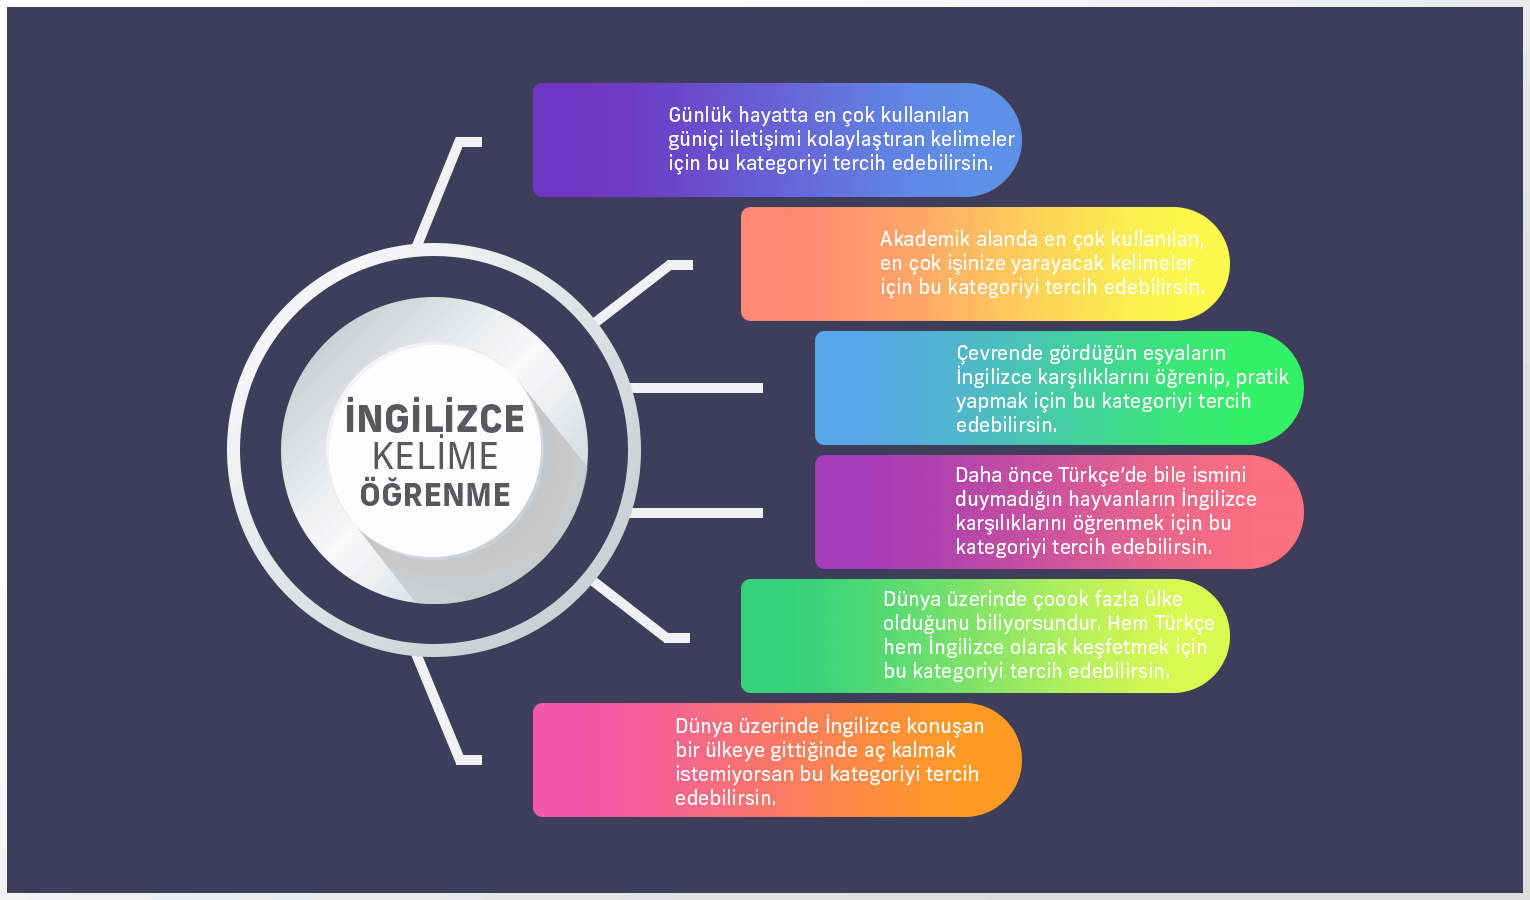 İNGİLİZCE
KELİME
ÖĞRENME
Günlük hayatta en çok kullanılan
güniçi iletişimi kolaylaştıran kelimeler
için bu kategoriyi tercih edebilirsin.
Akademik alanda en çok kullanılan,
en çok işinize yarayacak kelimeler
için bu kategoriyi tercih edebilirsin.
Çevrende gördüğün eşyaların
İngilizce karşılıklarını öğrenip, pratik
yapmak için bu kategoriyi tercih
edebilirsin.
Daha önce Türkçe’de bile ismini
duymadığın hayvanların İngilizce
karşılıklarını öğrenmek için bu
kategoriyi tercih edebilirsin.
Dünya üzerinde çoook fazla ülke
olduğunu biliyorsundur. Hem Türkçe
hem İngilizce olarak keşfetmek için
bu kategoriyi tercih edebilirsin.
Dünya üzerinde İngilizce konuşan
bir ülkeye gittiğinde aç kalmak
istemiyorsan bu kategoriyi tercih
edebilirsin.